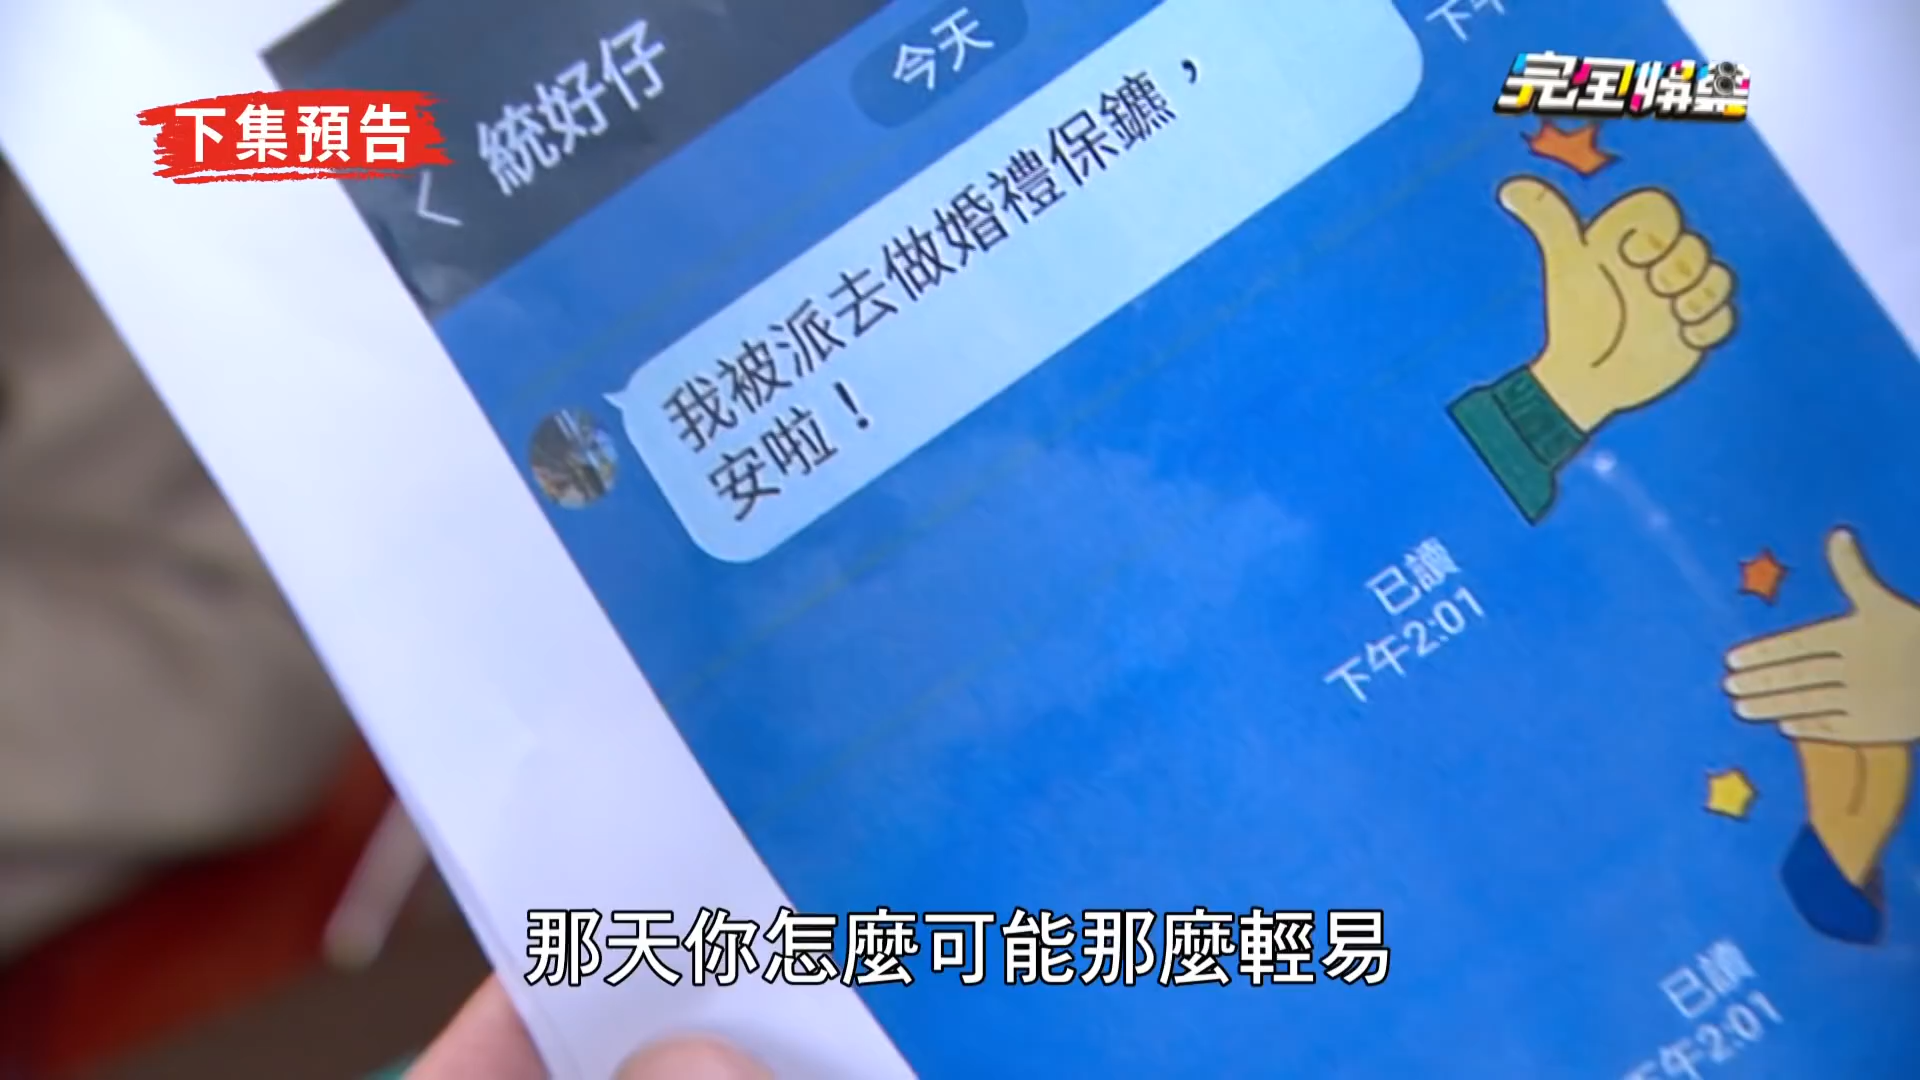 下集預告
完全娛樂
統好仔
今天
我被派去做婚禮保鑣，
安啦！
已讀
下午2:01
已讀
下午2:01
那天你怎麼可能那麼輕易